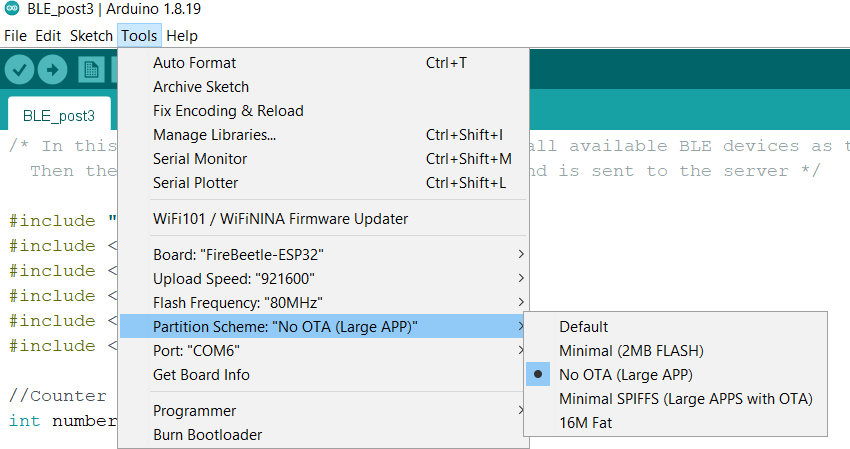 BLE_post3 | Arduino 1.8.19
File Edit Sketch Tools Help
Auto Format Ctrl+T
Archive Sketch
Fix Encoding & Reload
Manage Libraries... Ctrl+Shift+I
Serial Monitor Ctrl+Shift+M
Serial Plotter Ctrl+Shift+L
WiFi101 / WiFiNINA Firmware Updater
Board: "FireBeetle-ESP32"
Upload Speed: "921600"
Flash Frequency: "80MHz"
Partition Scheme: "No OTA (Large APP)"
Port: "COM6"
Get Board Info
Programmer
Burn Bootloader
Default
Minimal (2MB FLASH)
No OTA (Large APP)
Minimal SPIFFS (Large APPS with OTA)
16M Fat
BLE_post3
/* In this all available BLE devices as t
Then the nd is sent to the server */
#include "
#include <
#include <
#include <
#include <
#include <
//Counter
int number